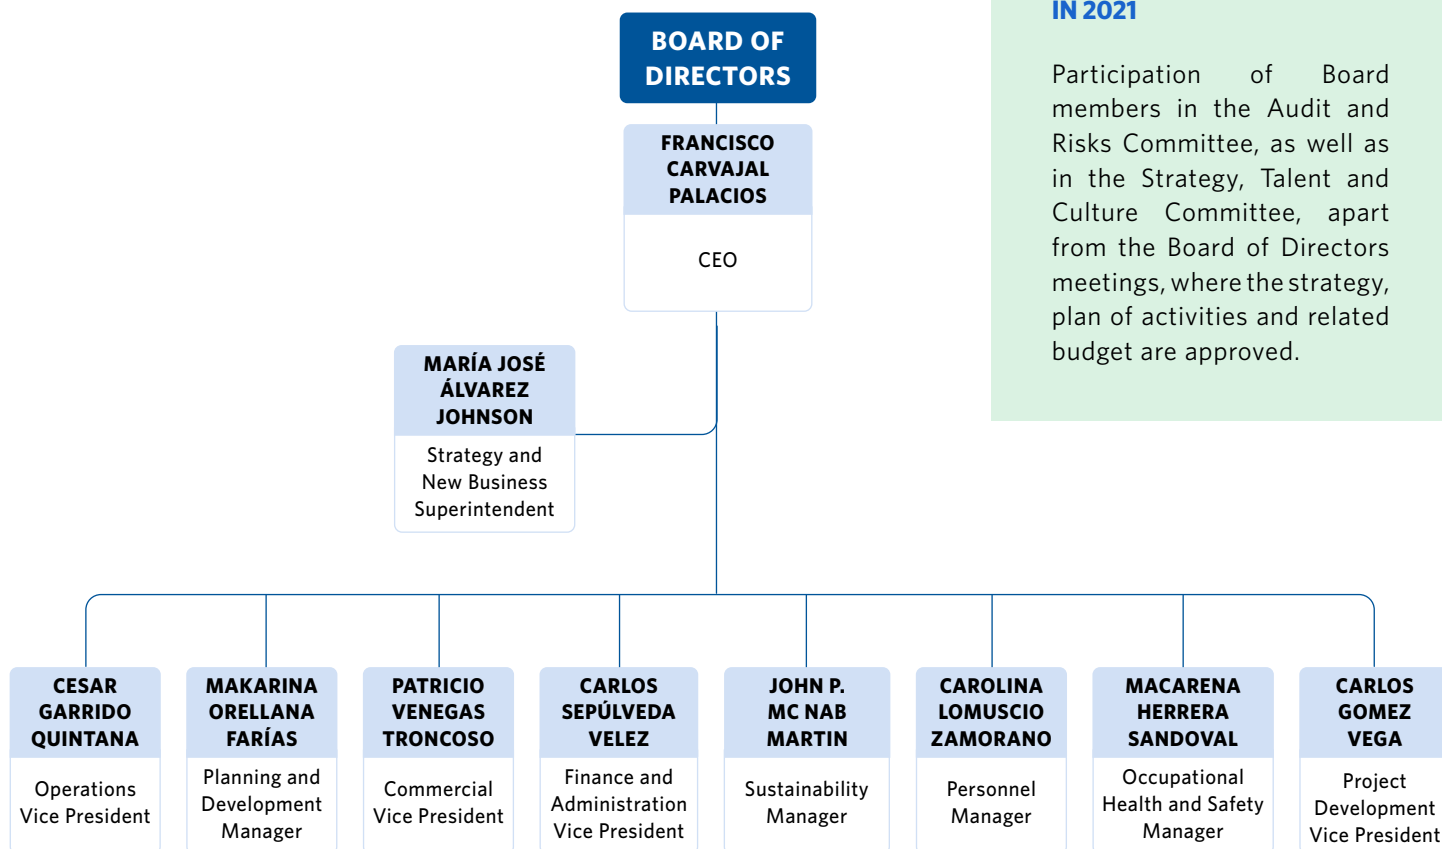 IN 2021
Participation of Board
members in the Audit and
Risks Committee, as well as
in the Strategy, Talent and
Culture Committee, apart
from the Board of Directors
meetings, where the strategy,
plan of activities and related
budget are approved.
BOARD OF
DIRECTORS
FRANCISCO
CARVAJAL
PALACIOS
CEO
MARÍA JOSÉ
ÁLVAREZ
JOHNSON
Strategy and
New Business
Superintendent
CESAR
GARRIDO
QUINTANA
Operations
Vice President
MAKARINA
ORELLANA
FARÍAS
Planning and
Development
Manager
PATRICIO
VENEGAS
TRONCOSO
Commercial
Vice President
CARLOS
SEPÚLVEDA
VELEZ
Finance and
Administration
Vice President
JOHN P.
MC NAB
MARTIN
Sustainability
Manager
CAROLINA
LOMUSCIO
ZAMORANO
Personnel
Manager
MACARENA
HERRERA
SANDOVAL
Occupational
Health and Safety
Manager
CARLOS
GOMEZ
VEGA
Project
Development
Vice President